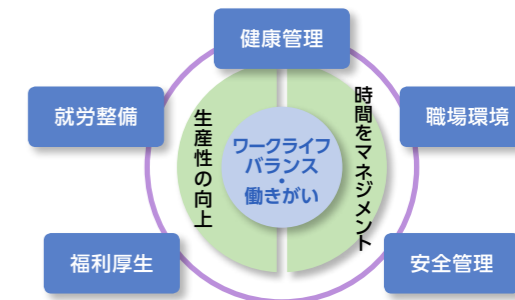 健康管理
就労整備
職場環境
生産性の向上
時間をマネジメント
ワークライフ
バランス
・
働きがい
福利厚生
安全管理